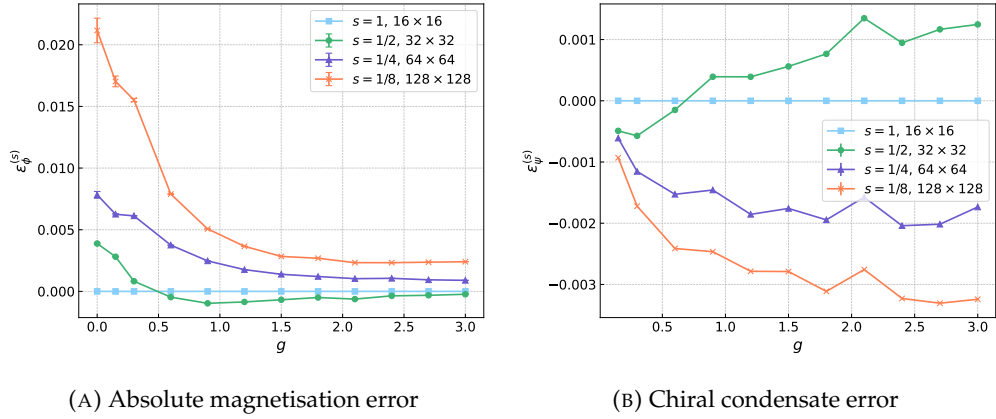 0.020
0.015
0.010
0.005
0.000
ε_ϕ^(s)
0.0
0.5
1.0
1.5
2.0
2.5
3.0
g
s = 1, 16 × 16
s = 1/2, 32 × 32
s = 1/4, 64 × 64
s = 1/8, 128 × 128
(A) Absolute magnetisation error
0.001
0.000
−0.001
−0.002
−0.003
ε_ψ^(s)
0.5
1.0
1.5
2.0
2.5
3.0
g
s = 1, 16 × 16
s = 1/2, 32 × 32
s = 1/4, 64 × 64
s = 1/8, 128 × 128
(B) Chiral condensate error